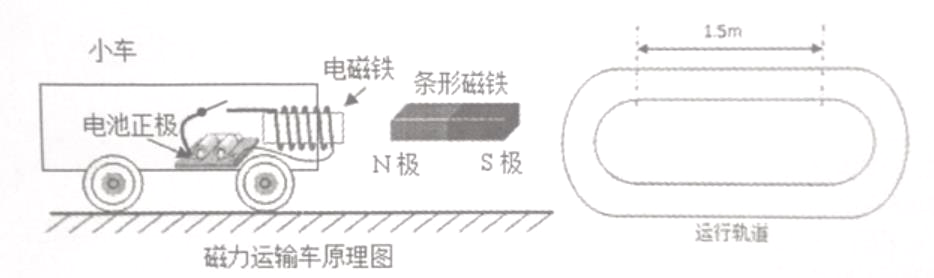 小车
电磁铁
条形磁铁
电池正极
N极
S极
磁力运输车原理图
1.5m
运行轨道